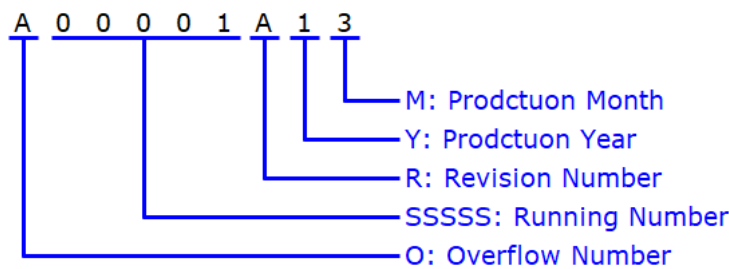 A 0 0 0 0 1 A 1 3
M: Prodctuon Month
Y: Prodctuon Year
R: Revision Number
SSSSS: Running Number
O: Overflow Number